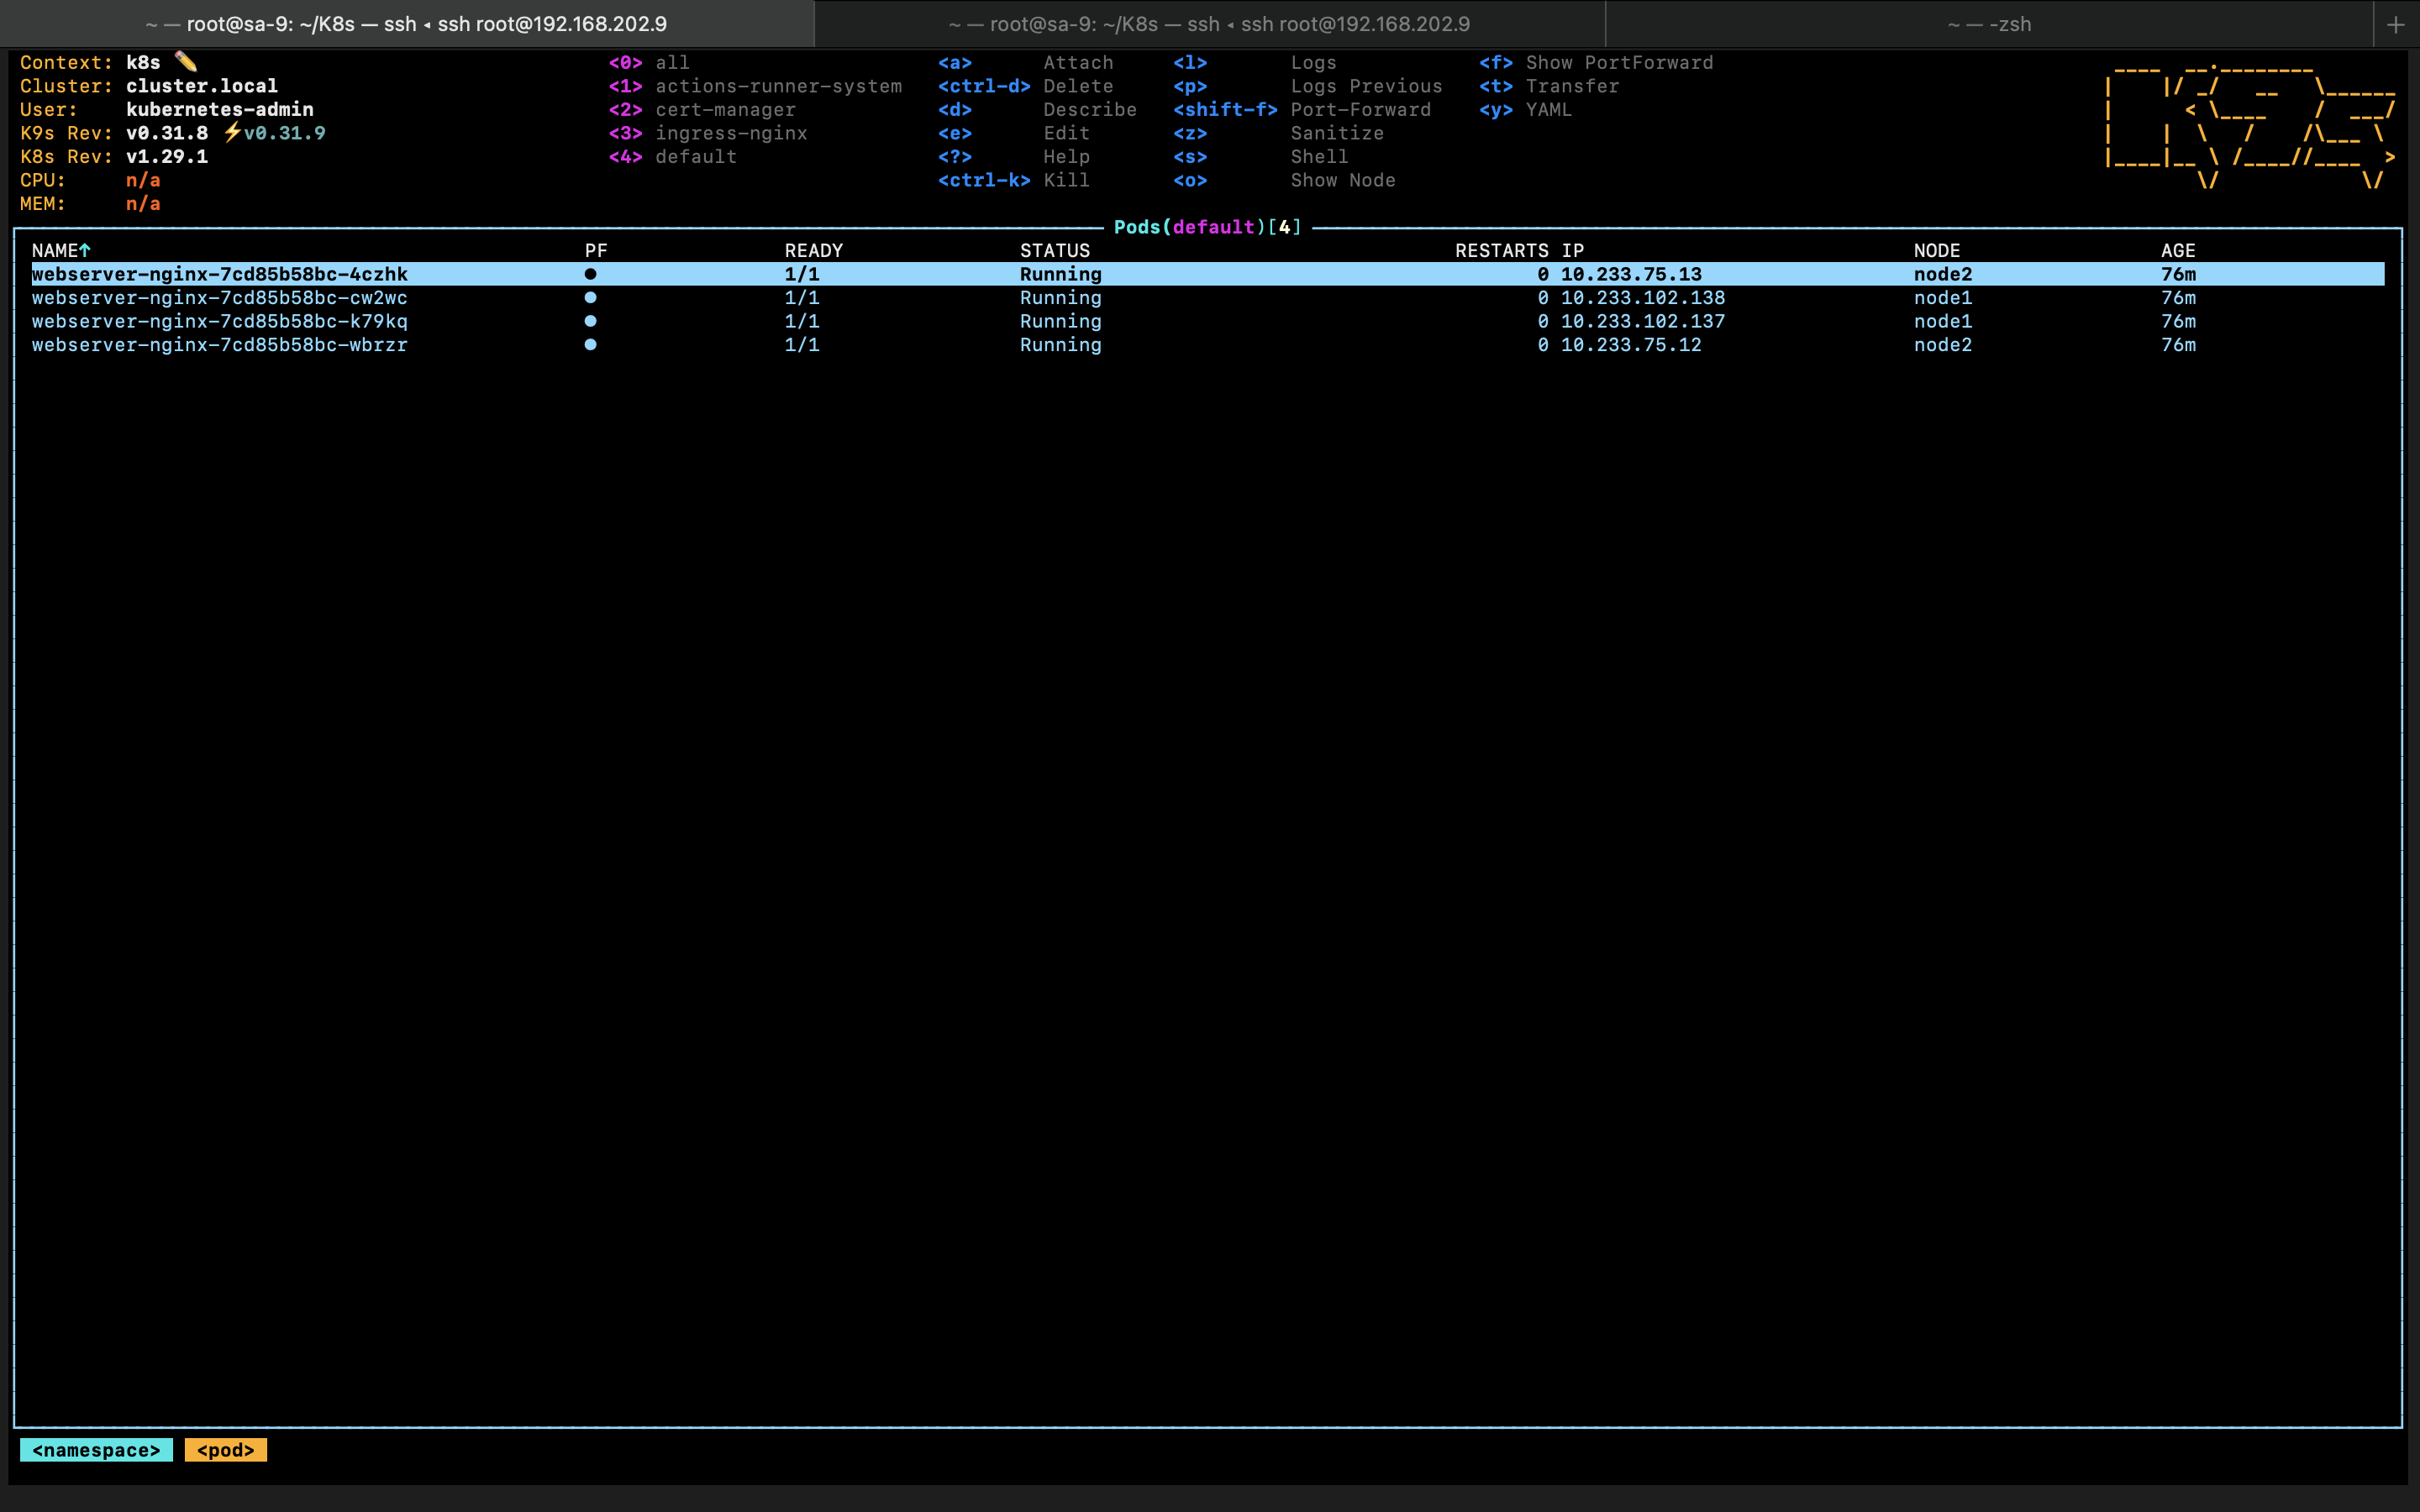 ~ — root@sa-9: ~/K8s — ssh ◂ ssh root@192.168.202.9
~ — root@sa-9: ~/K8s — ssh ◂ ssh root@192.168.202.9
~ — -zsh
+
Context: k8s ✏️ <0> all <a> Attach <l> Logs <f> Show PortForward
Cluster: cluster.local <1> actions-runner-system <ctrl-d> Delete <p> Logs Previous <t> Transfer
User: kubernetes-admin <2> cert-manager <d> Describe <shift-f> Port-Forward <y> YAML
K9s Rev: v0.31.8 ⚡v0.31.9 <3> ingress-nginx <e> Edit <z> Sanitize
K8s Rev: v1.29.1 <4> default <?> Help <s> Shell
CPU: n/a <ctrl-k> Kill <o> Show Node
MEM: n/a
Pods(default)[4]
NAME↑ PF READY STATUS RESTARTS IP NODE AGE
webserver-nginx-7cd85b58bc-4czhk ● 1/1 Running 0 10.233.75.13 node2 76m
webserver-nginx-7cd85b58bc-cw2wc ● 1/1 Running 0 10.233.102.138 node1 76m
webserver-nginx-7cd85b58bc-k79kq ● 1/1 Running 0 10.233.102.137 node1 76m
webserver-nginx-7cd85b58bc-wbrzr ● 1/1 Running 0 10.233.75.12 node2 76m
<namespace> <pod>